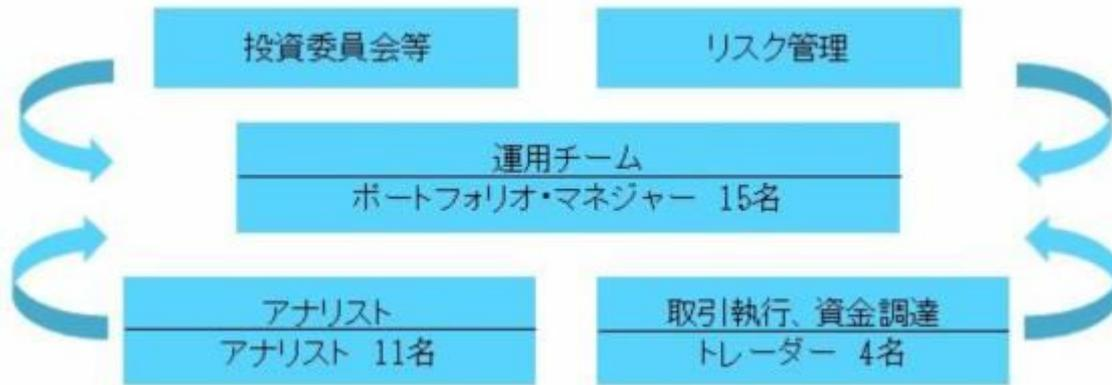 投資委員会等
リスク管理
運用チーム
ポートフォリオ・マネジャー 15名
アナリスト
アナリスト 11名
取引執行、資金調達
トレーダー 4名